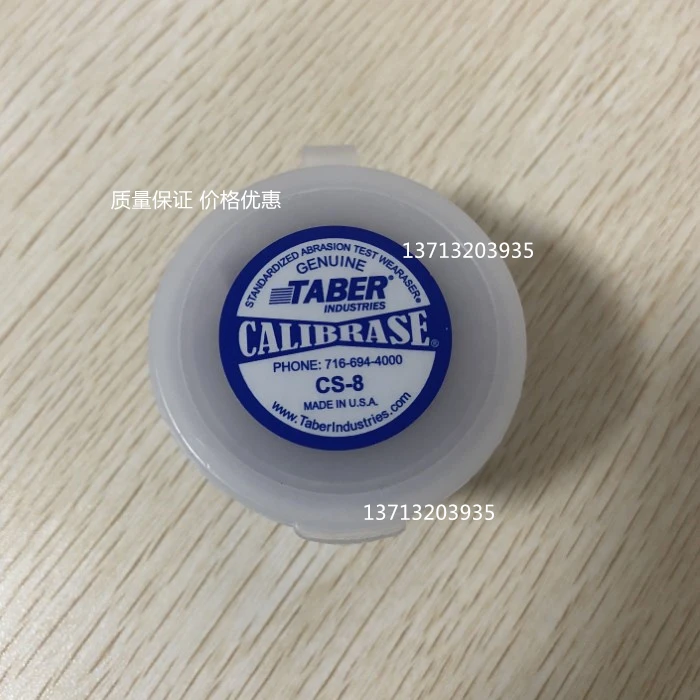 质量保证 价格优惠
13713203935
STANDARDIZED ABRASION TEST WEARASER®
GENUINE
TABER®
INDUSTRIES
CALIBRASE®
PHONE: 716-694-4000
CS-8
MADE IN U.S.A.
www.TaberIndustries.com
13713203935